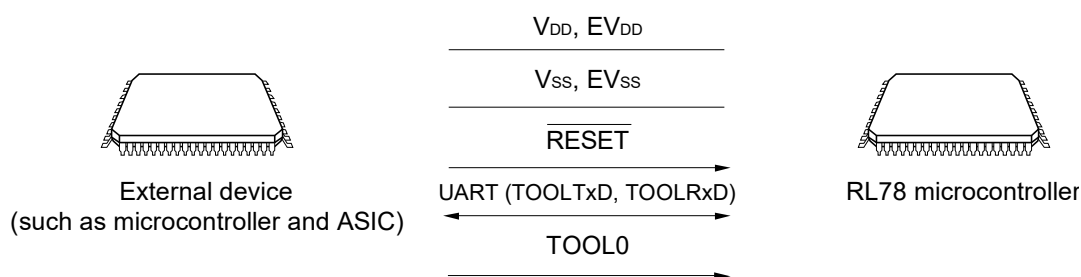 VDD, EVDD
VSS, EVSS
RESET
UART (TOOLTxD, TOOLRxD)
TOOL0
External device
(such as microcontroller and ASIC)
RL78 microcontroller